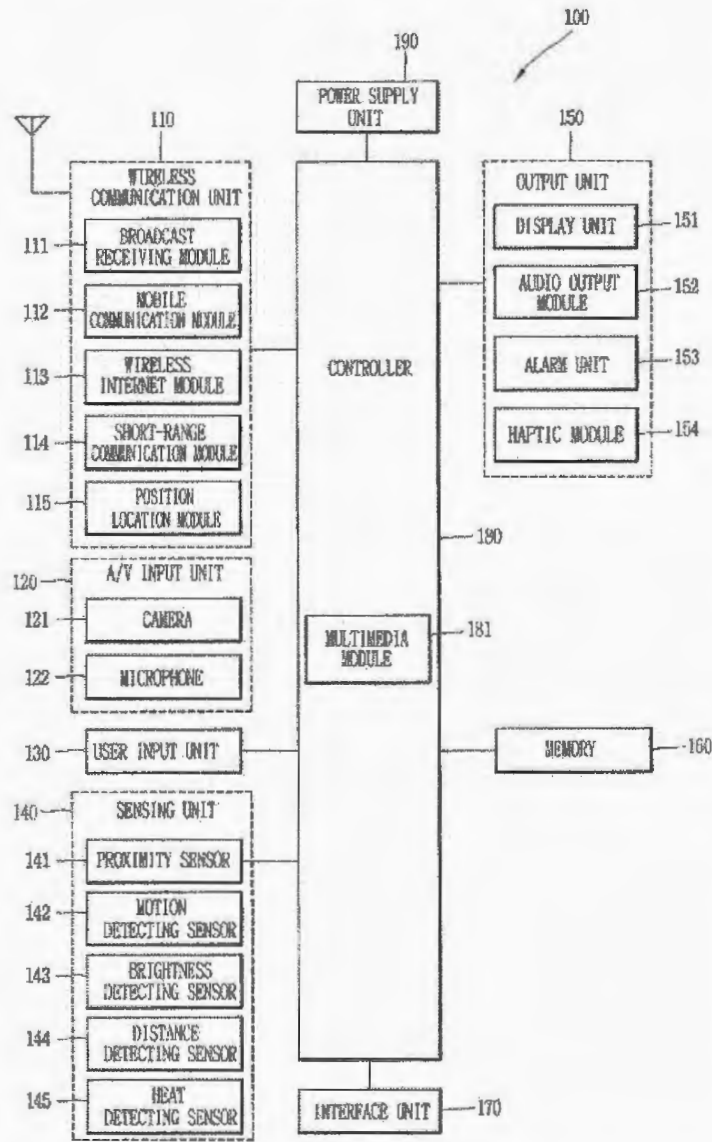 100
190
POWER SUPPLY
UNIT
110
WIRELESS
COMMUNICATION UNIT
111
BROADCAST
RECEIVING MODULE
112
MOBILE
COMMUNICATION MODULE
113
WIRELESS
INTERNET MODULE
114
SHORT-RANGE
COMMUNICATION MODULE
115
POSITION
LOCATION MODULE
120
A/V INPUT UNIT
121
CAMERA
122
MICROPHONE
130
USER INPUT UNIT
140
SENSING UNIT
141
PROXIMITY SENSOR
142
MOTION
DETECTING SENSOR
143
BRIGHTNESS
DETECTING SENSOR
144
DISTANCE
DETECTING SENSOR
145
HEAT
DETECTING SENSOR
CONTROLLER
180
MULTIMEDIA
MODULE
181
150
OUTPUT UNIT
DISPLAY UNIT
151
AUDIO OUTPUT
MODULE
152
ALARM UNIT
153
HAPTIC MODULE
154
MEMORY
160
INTERFACE UNIT
170